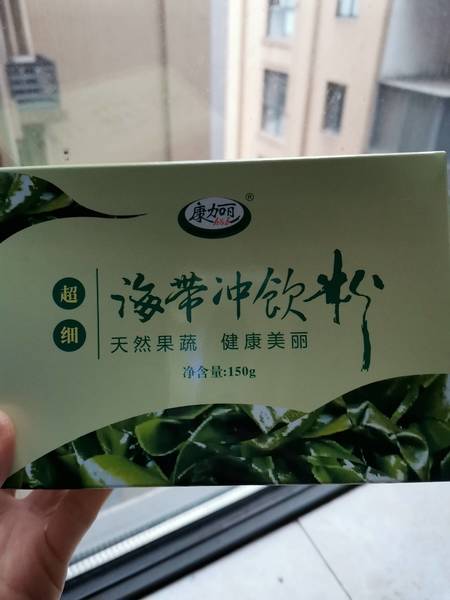 康加丽
®
超细
海带冲饮粉
天然果蔬 健康美丽
净含量:150g